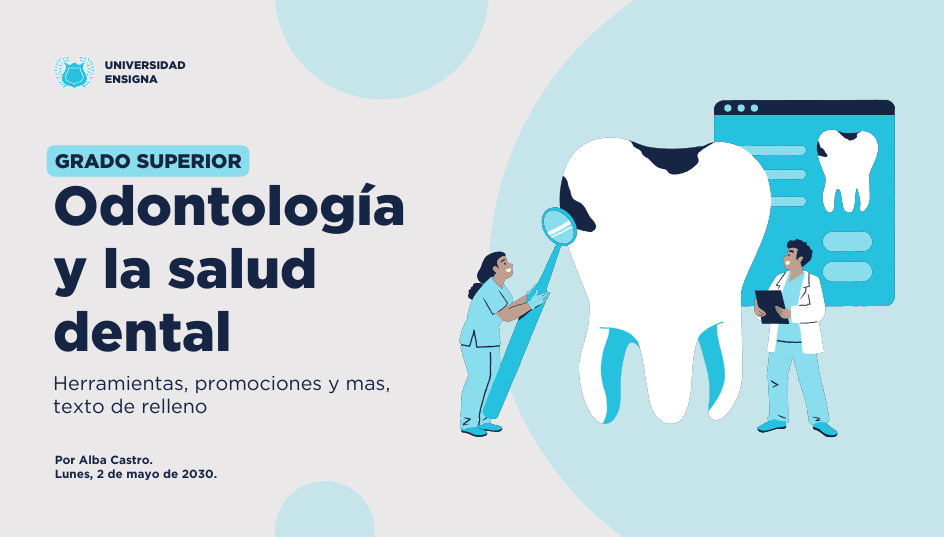 UNIVERSIDAD
ENSIGNA
GRADO SUPERIOR
Odontología
y la salud
dental
Herramientas, promociones y mas,
texto de relleno
Por Alba Castro.
Lunes, 2 de mayo de 2030.